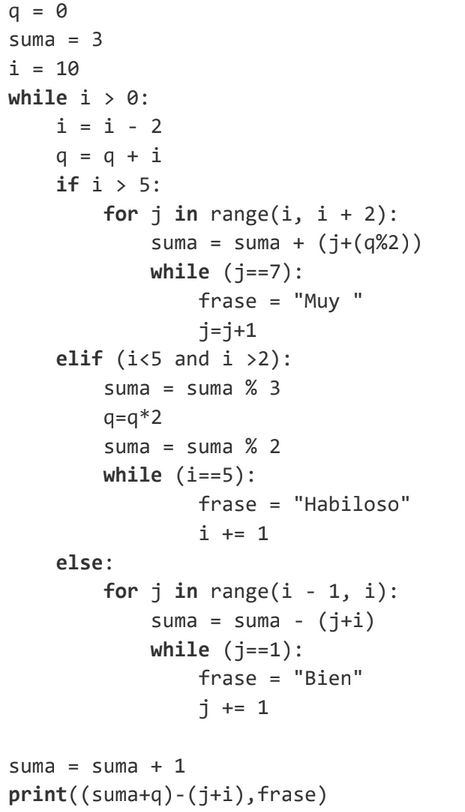 q = 0
suma = 3
i = 10
while i > 0:
    i = i - 2
    q = q + i
    if i > 5:
        for j in range(i, i + 2):
            suma = suma + (j+(q%2))
            while (j==7):
                frase = "Muy "
                j=j+1
    elif (i<5 and i >2):
        suma = suma % 3
        q=q*2
        suma = suma % 2
        while (i==5):
                frase = "Habiloso"
                i += 1
    else:
        for j in range(i - 1, i):
            suma = suma - (j+i)
            while (j==1):
                frase = "Bien"
                j += 1

suma = suma + 1
print((suma+q)-(j+i),frase)